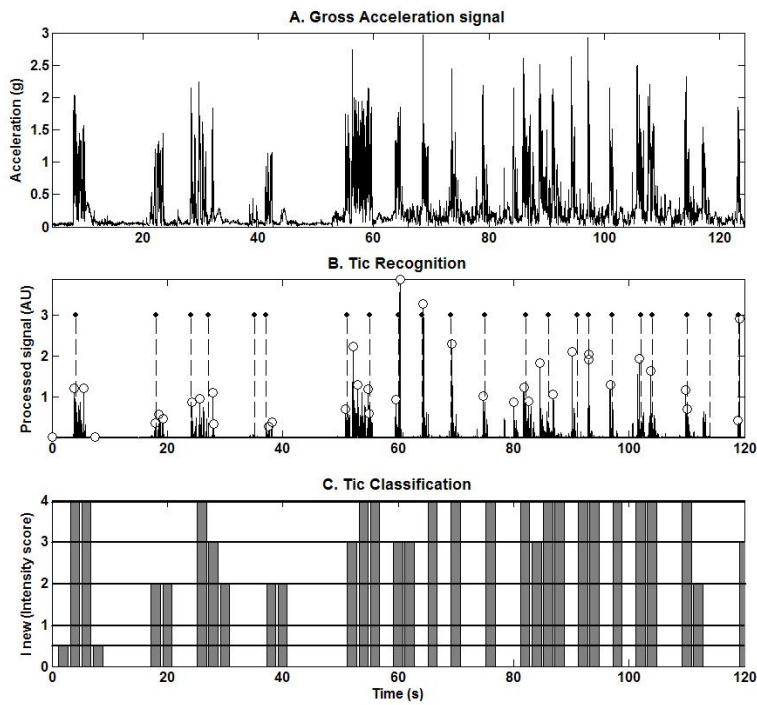 A. Gross Acceleration signal
3
2.5
2
1.5
1
0.5
0
Acceleration (g)
20 40 60 80 100 120
B. Tic Recognition
3
2
1
0
Processed signal (AU)
0 20 40 60 80 100 120
C. Tic Classification
4
3
2
1
0
I new (Intensity score)
0 20 40 60 80 100 120
Time (s)